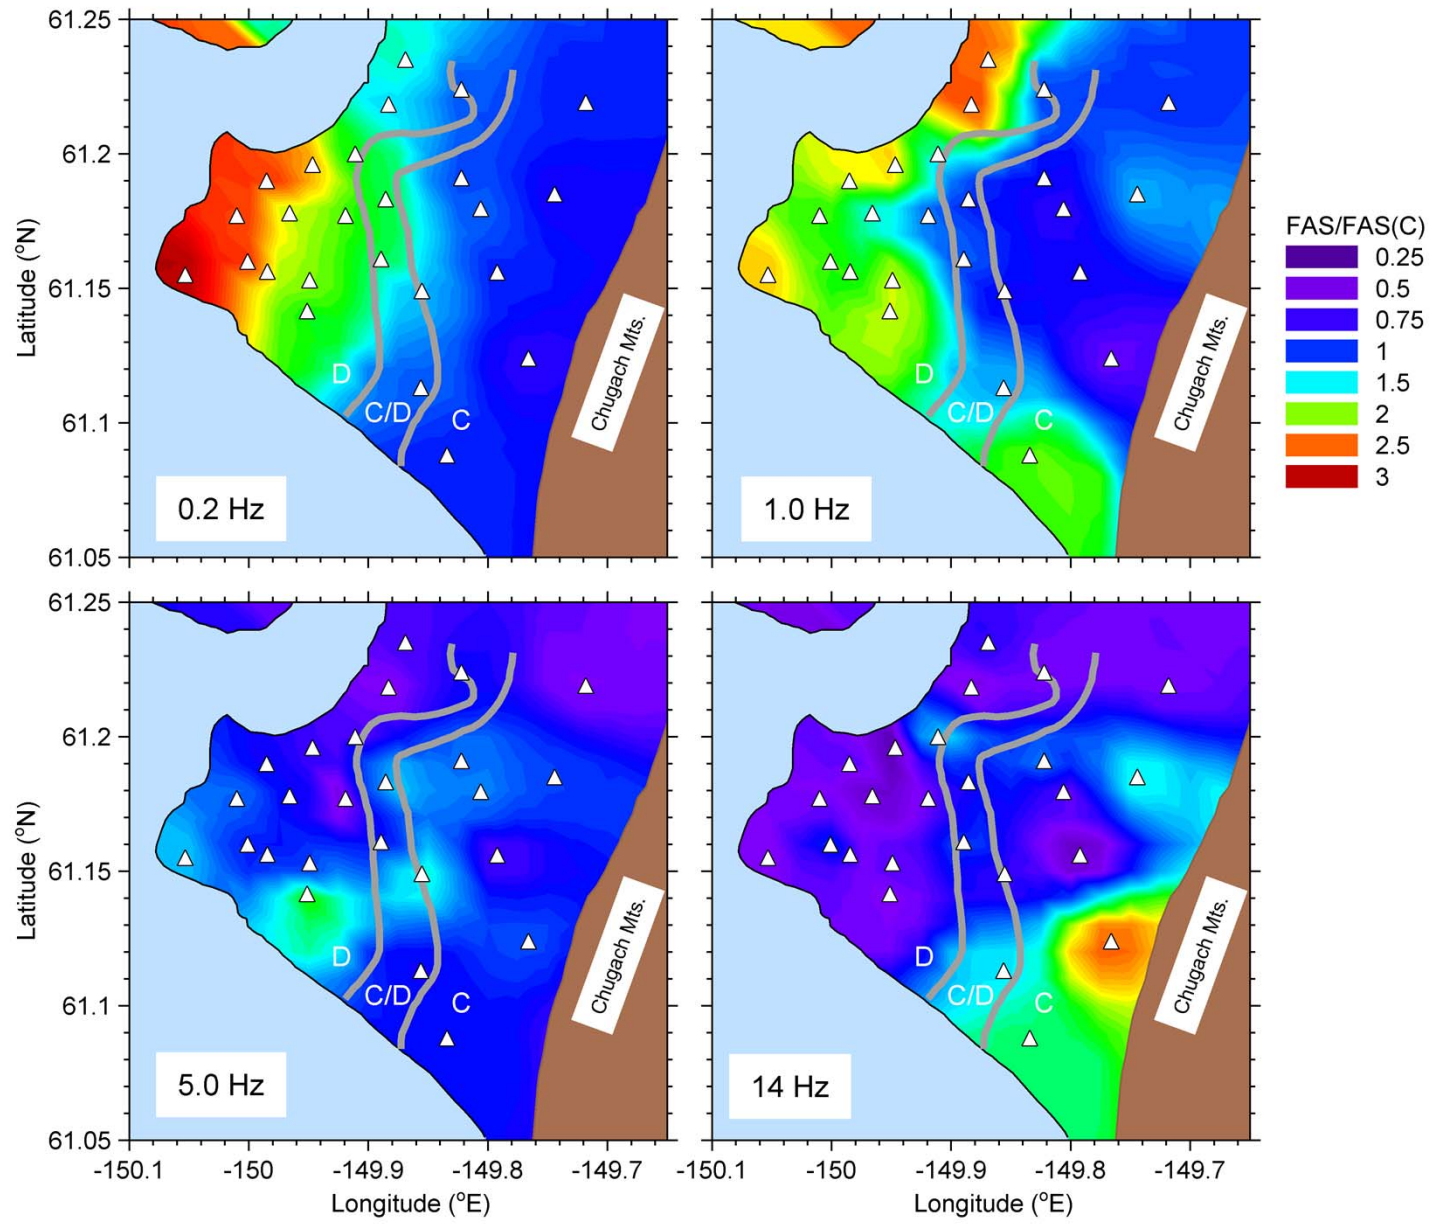 61.25
61.2
61.15
61.1
61.05
Latitude (°N)
D
C/D
C
Chugach Mts.
0.2 Hz
D
C/D
C
Chugach Mts.
1.0 Hz
FAS/FAS(C)
0.25
0.5
0.75
1
1.5
2
2.5
3
61.25
61.2
61.15
61.1
61.05
Latitude (°N)
D
C/D
C
Chugach Mts.
5.0 Hz
-150.1
-150
-149.9
-149.8
-149.7
Longitude (°E)
D
C/D
C
Chugach Mts.
14 Hz
-150.1
-150
-149.9
-149.8
-149.7
Longitude (°E)